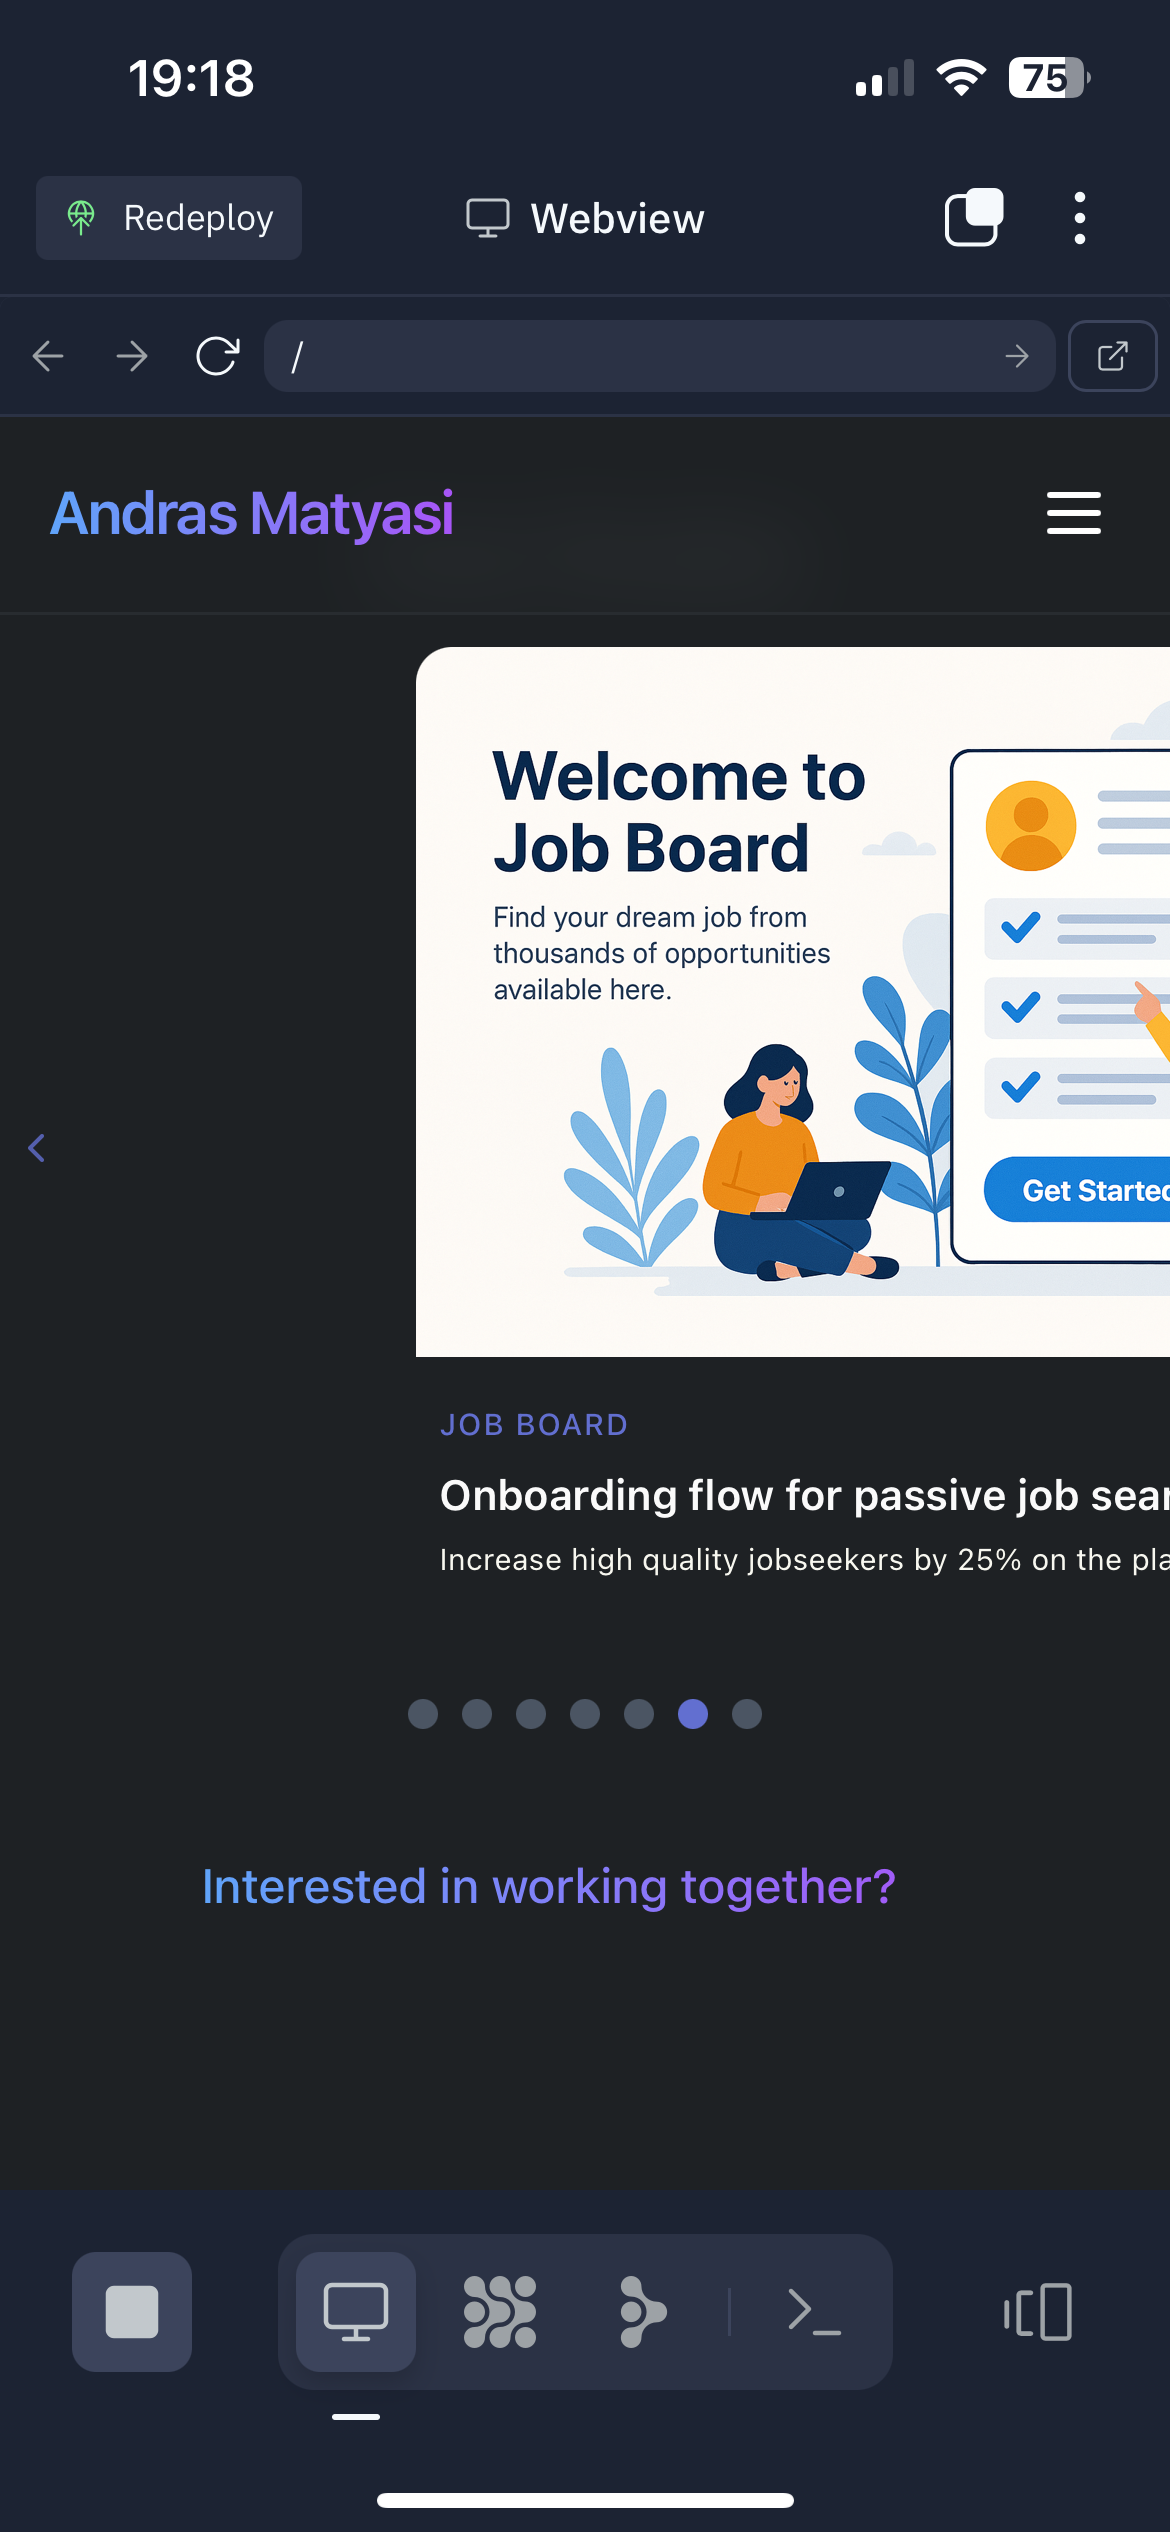 19:18
75
Redeploy
Webview
/
Andras Matyasi
Welcome to
Job Board
Find your dream job from
thousands of opportunities
available here.
Get Started
JOB BOARD
Onboarding flow for passive job sear
Increase high quality jobseekers by 25% on the pla
Interested in working together?